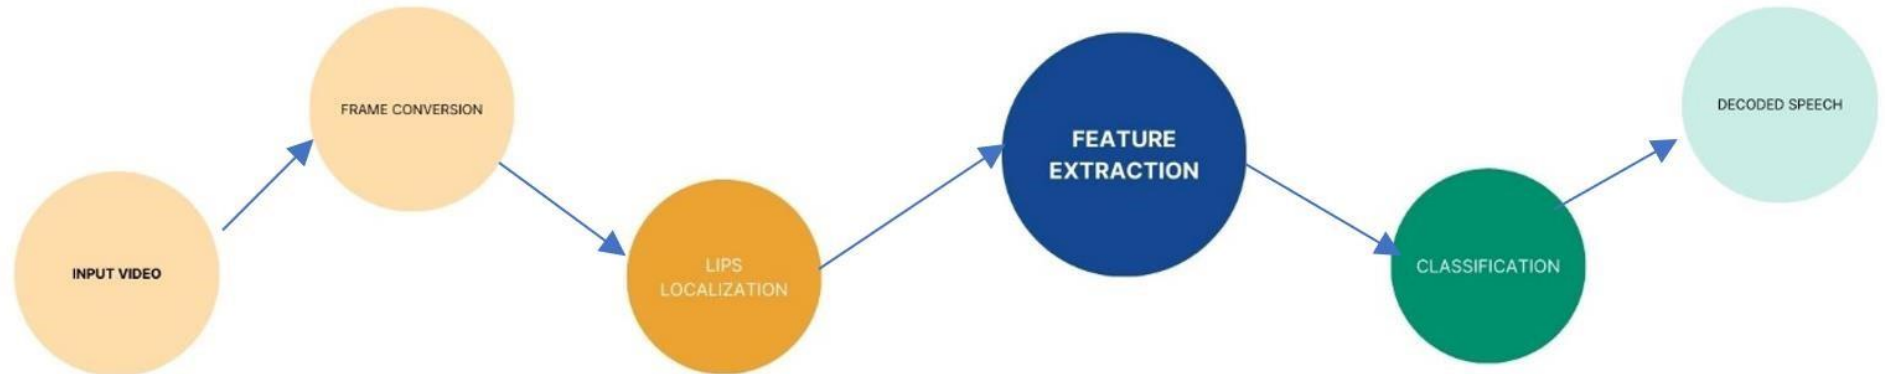 INPUT VIDEO
FRAME CONVERSION
LIPS
LOCALIZATION
FEATURE
EXTRACTION
CLASSIFICATION
DECODED SPEECH